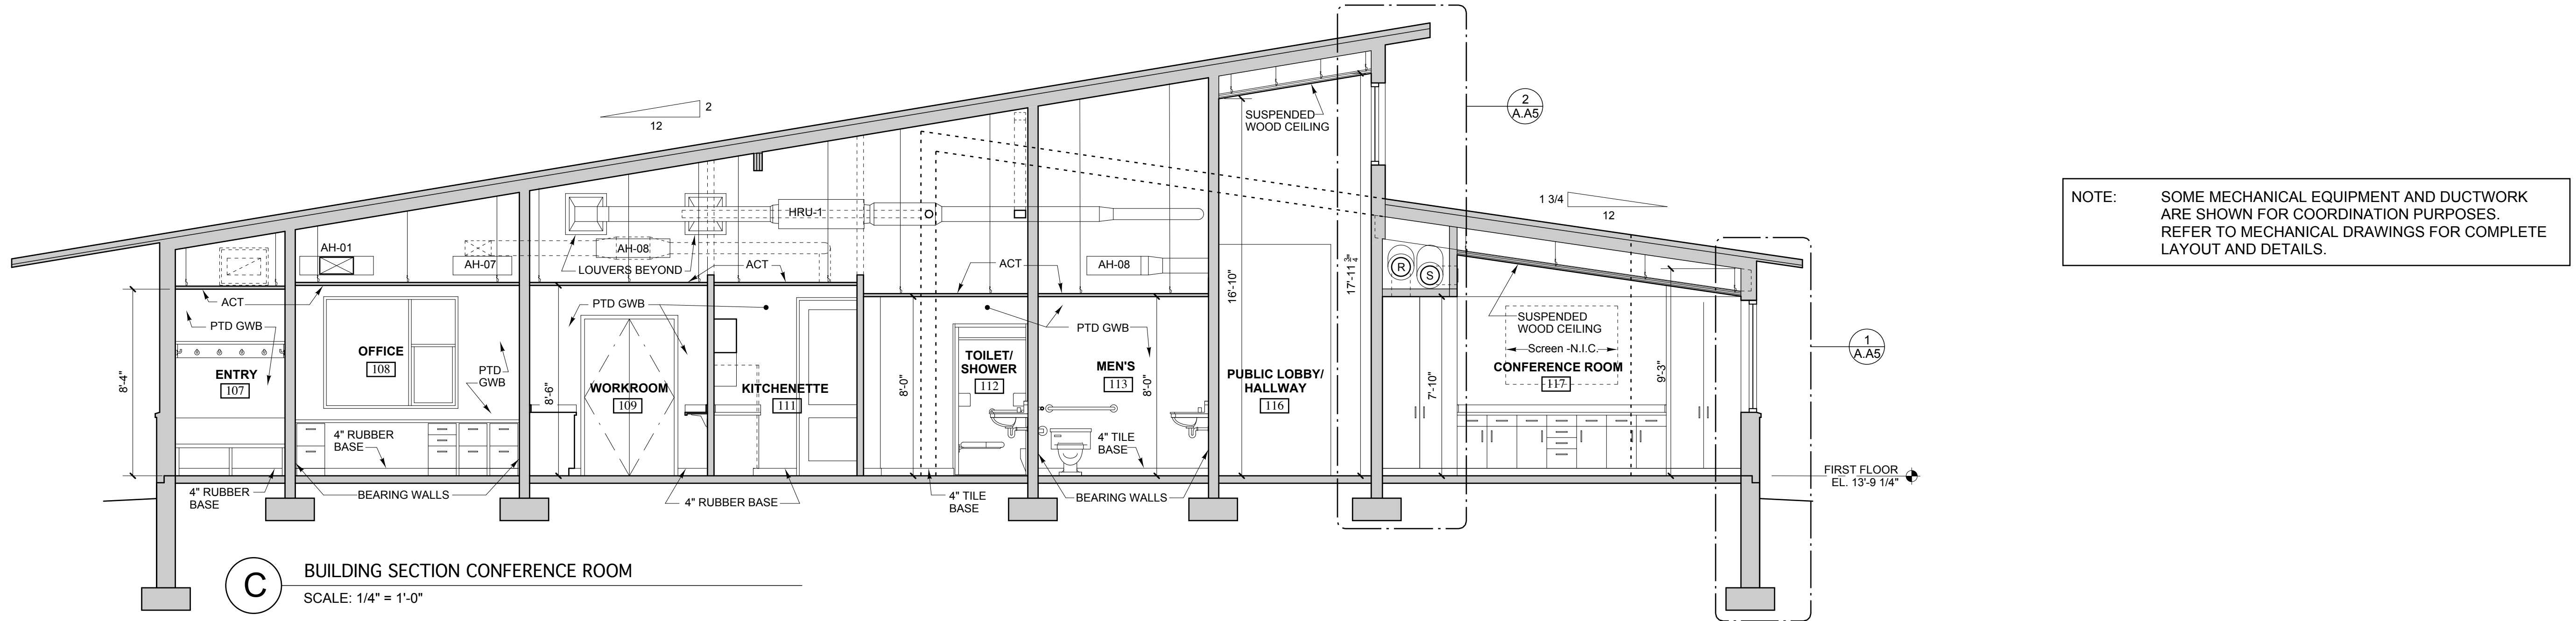 2
12
SUSPENDED
WOOD CEILING
2
A.A5
NOTE: SOME MECHANICAL EQUIPMENT AND DUCTWORK
ARE SHOWN FOR COORDINATION PURPOSES.
REFER TO MECHANICAL DRAWINGS FOR COMPLETE
LAYOUT AND DETAILS.
1 3/4
12
HRU-1
AH-01
AH-07
AH-08
LOUVERS BEYOND
ACT
ACT
AH-08
R
S
16'-10"
17'-11 3/4"
ACT
PTD GWB
PTD GWB
PTD GWB
SUSPENDED
WOOD CEILING
Screen -N.I.C.
1
A.A5
8'-4"
ENTRY
107
OFFICE
108
PTD
GWB
8'-6"
WORKROOM
109
KITCHENETTE
111
8'-0"
TOILET/
SHOWER
112
MEN'S
113
8'-0"
PUBLIC LOBBY/
HALLWAY
116
7'-10"
CONFERENCE ROOM
117
9'-3"
4" RUBBER
BASE
4" TILE
BASE
4" RUBBER
BASE
BEARING WALLS
4" RUBBER BASE
4" TILE
BASE
BEARING WALLS
FIRST FLOOR
EL. 13'-9 1/4"
C
BUILDING SECTION CONFERENCE ROOM
SCALE: 1/4" = 1'-0"